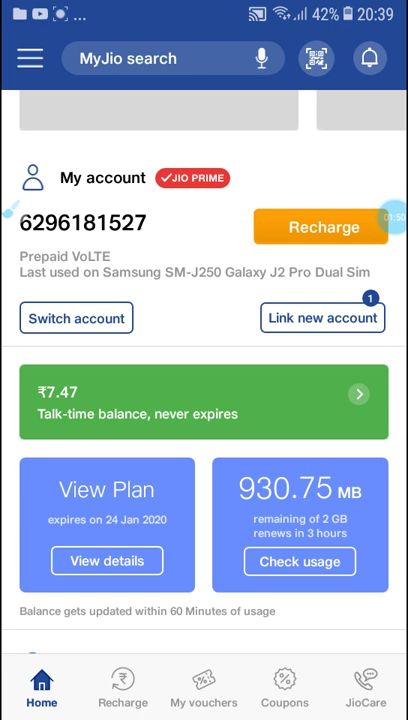 ... 42% 20:39
MyJio search
My account JIO PRIME
6296181527
Recharge
01:50
Prepaid VoLTE
Last used on Samsung SM-J250 Galaxy J2 Pro Dual Sim
Switch account
1
Link new account
₹7.47
Talk-time balance, never expires
View Plan
expires on 24 Jan 2020
View details
930.75 MB
remaining of 2 GB
renews in 3 hours
Check usage
Balance gets updated within 60 Minutes of usage
Home
Recharge
My vouchers
Coupons
JioCare